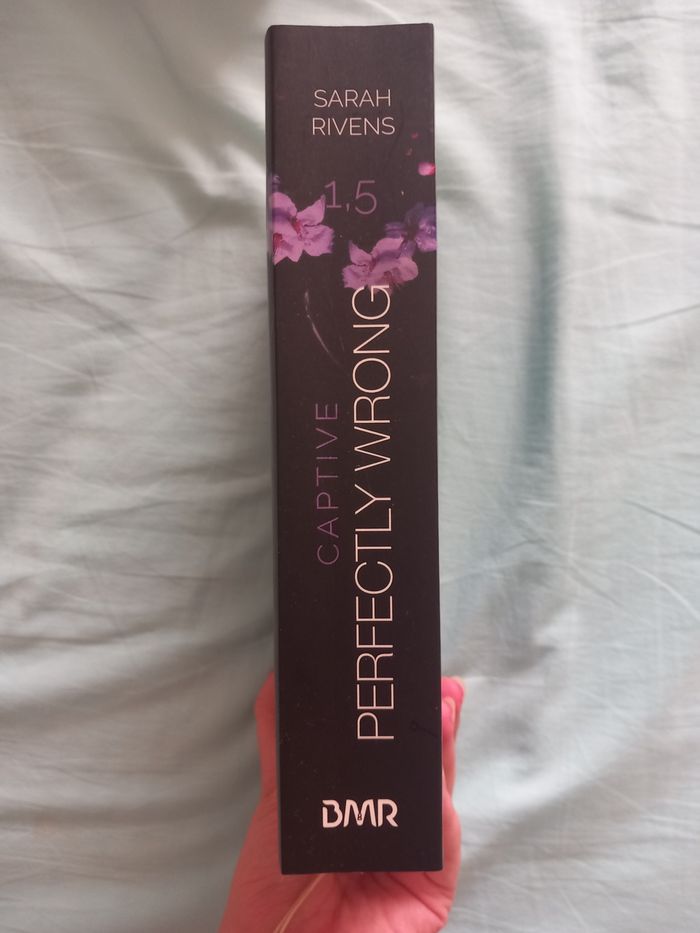 SARAH
RIVENS
1,5
CAPTIVE
PERFECTLY WRONG
BMR